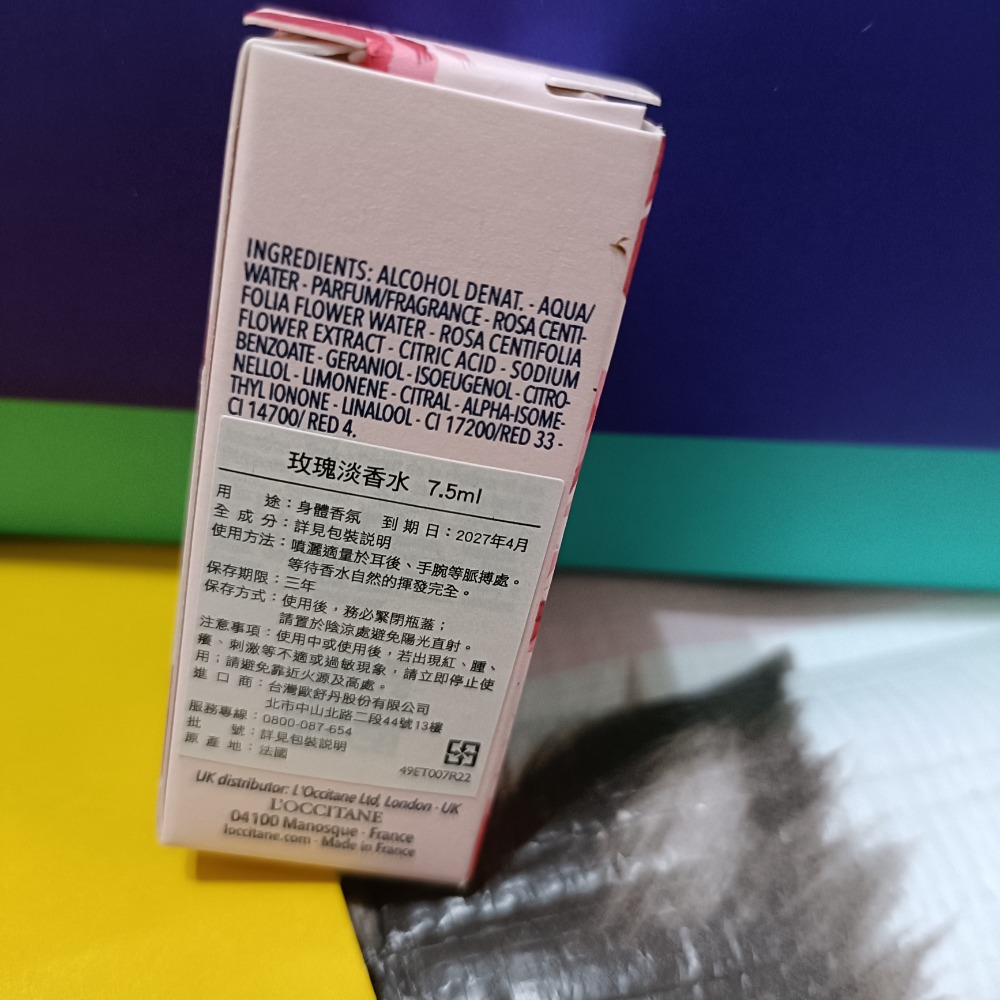 INGREDIENTS: ALCOHOL DENAT. - AQUA/
WATER - PARFUM/FRAGRANCE - ROSA CENTI-
FOLIA FLOWER WATER - ROSA CENTIFOLIA
FLOWER EXTRACT - CITRIC ACID - SODIUM
BENZOATE - GERANIOL - ISOEUGENOL - CITRO-
NELLOL - LIMONENE - CITRAL - ALPHA-ISOME-
THYL IONONE - LINALOOL - CI 17200/RED 33 -
CI 14700/ RED 4.
玫瑰淡香水 7.5ml
用途：身體香氛 到期日：2027年4月
全成分：詳見包裝說明
使用方法：噴灑適量於耳後、手腕等脈搏處。
等待香水自然的揮發完全。
保存期限：三年
保存方式：使用後，務必緊閉瓶蓋；
請置於陰涼處避免陽光直射。
注意事項：使用中或使用後，若出現紅、腫、
癢、刺激等不適或過敏現象，請立即停止使
用；請避免靠近火源及高處。
進口商：台灣歐舒丹股份有限公司
北市中山北路二段44號13樓
服務專線：0800-087-654
批號：詳見包裝說明
原產地：法國
49ET007R22
UK distributor: L'Occitane Ltd, London - UK
L'OCCITANE
04100 Manosque - France
loccitane.com - Made in France